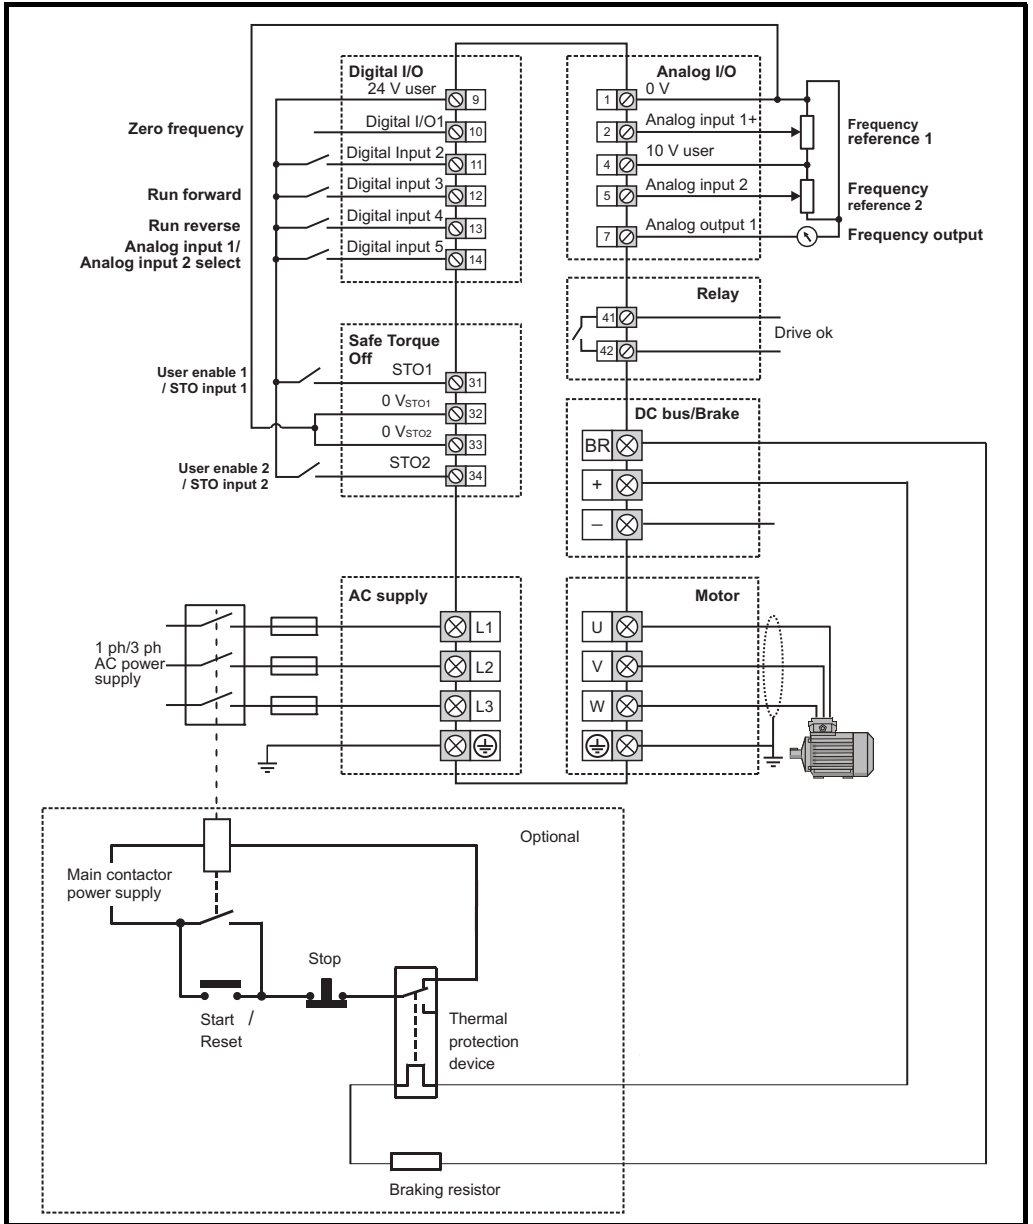 Digital I/O
24 V user
9
Zero frequency
Digital I/O1
10
Digital Input 2
11
Run forward
Digital input 3
12
Run reverse
Digital input 4
13
Analog input 1/
Analog input 2 select
Digital input 5
14
Analog I/O
1
0 V
2
Analog input 1+
Frequency
reference 1
4
10 V user
5
Analog input 2
Frequency
reference 2
7
Analog output 1
Frequency output
Relay
41
42
Drive ok
Safe Torque
Off
User enable 1
/ STO input 1
STO1
31
0 VSTO1
32
0 VSTO2
33
User enable 2
/ STO input 2
STO2
34
DC bus/Brake
BR
+
–
AC supply
1 ph/3 ph
AC power
supply
L1
L2
L3
Motor
U
V
W
Optional
Main contactor
power supply
Stop
Start /
Reset
Thermal
protection
device
Braking resistor